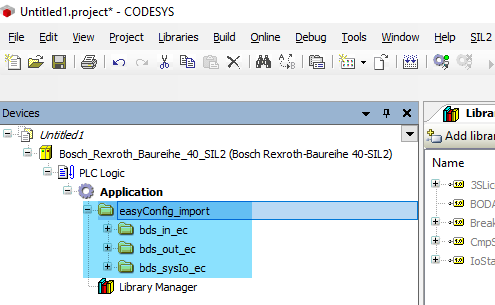 Untitled1.project* - CODESYS
File Edit View Project Libraries Build Online Debug Tools Window Help SIL2
Devices
Library
Untitled1
Add library
Bosch_Rexroth_Baureihe_40_SIL2 (Bosch Rexroth-Baureihe 40-SIL2)
Name
PLC Logic
3SLic
Application
BODA
easyConfig_import
Break
bds_in_ec
CmpS
bds_out_ec
IoSta
bds_sysIo_ec
Library Manager